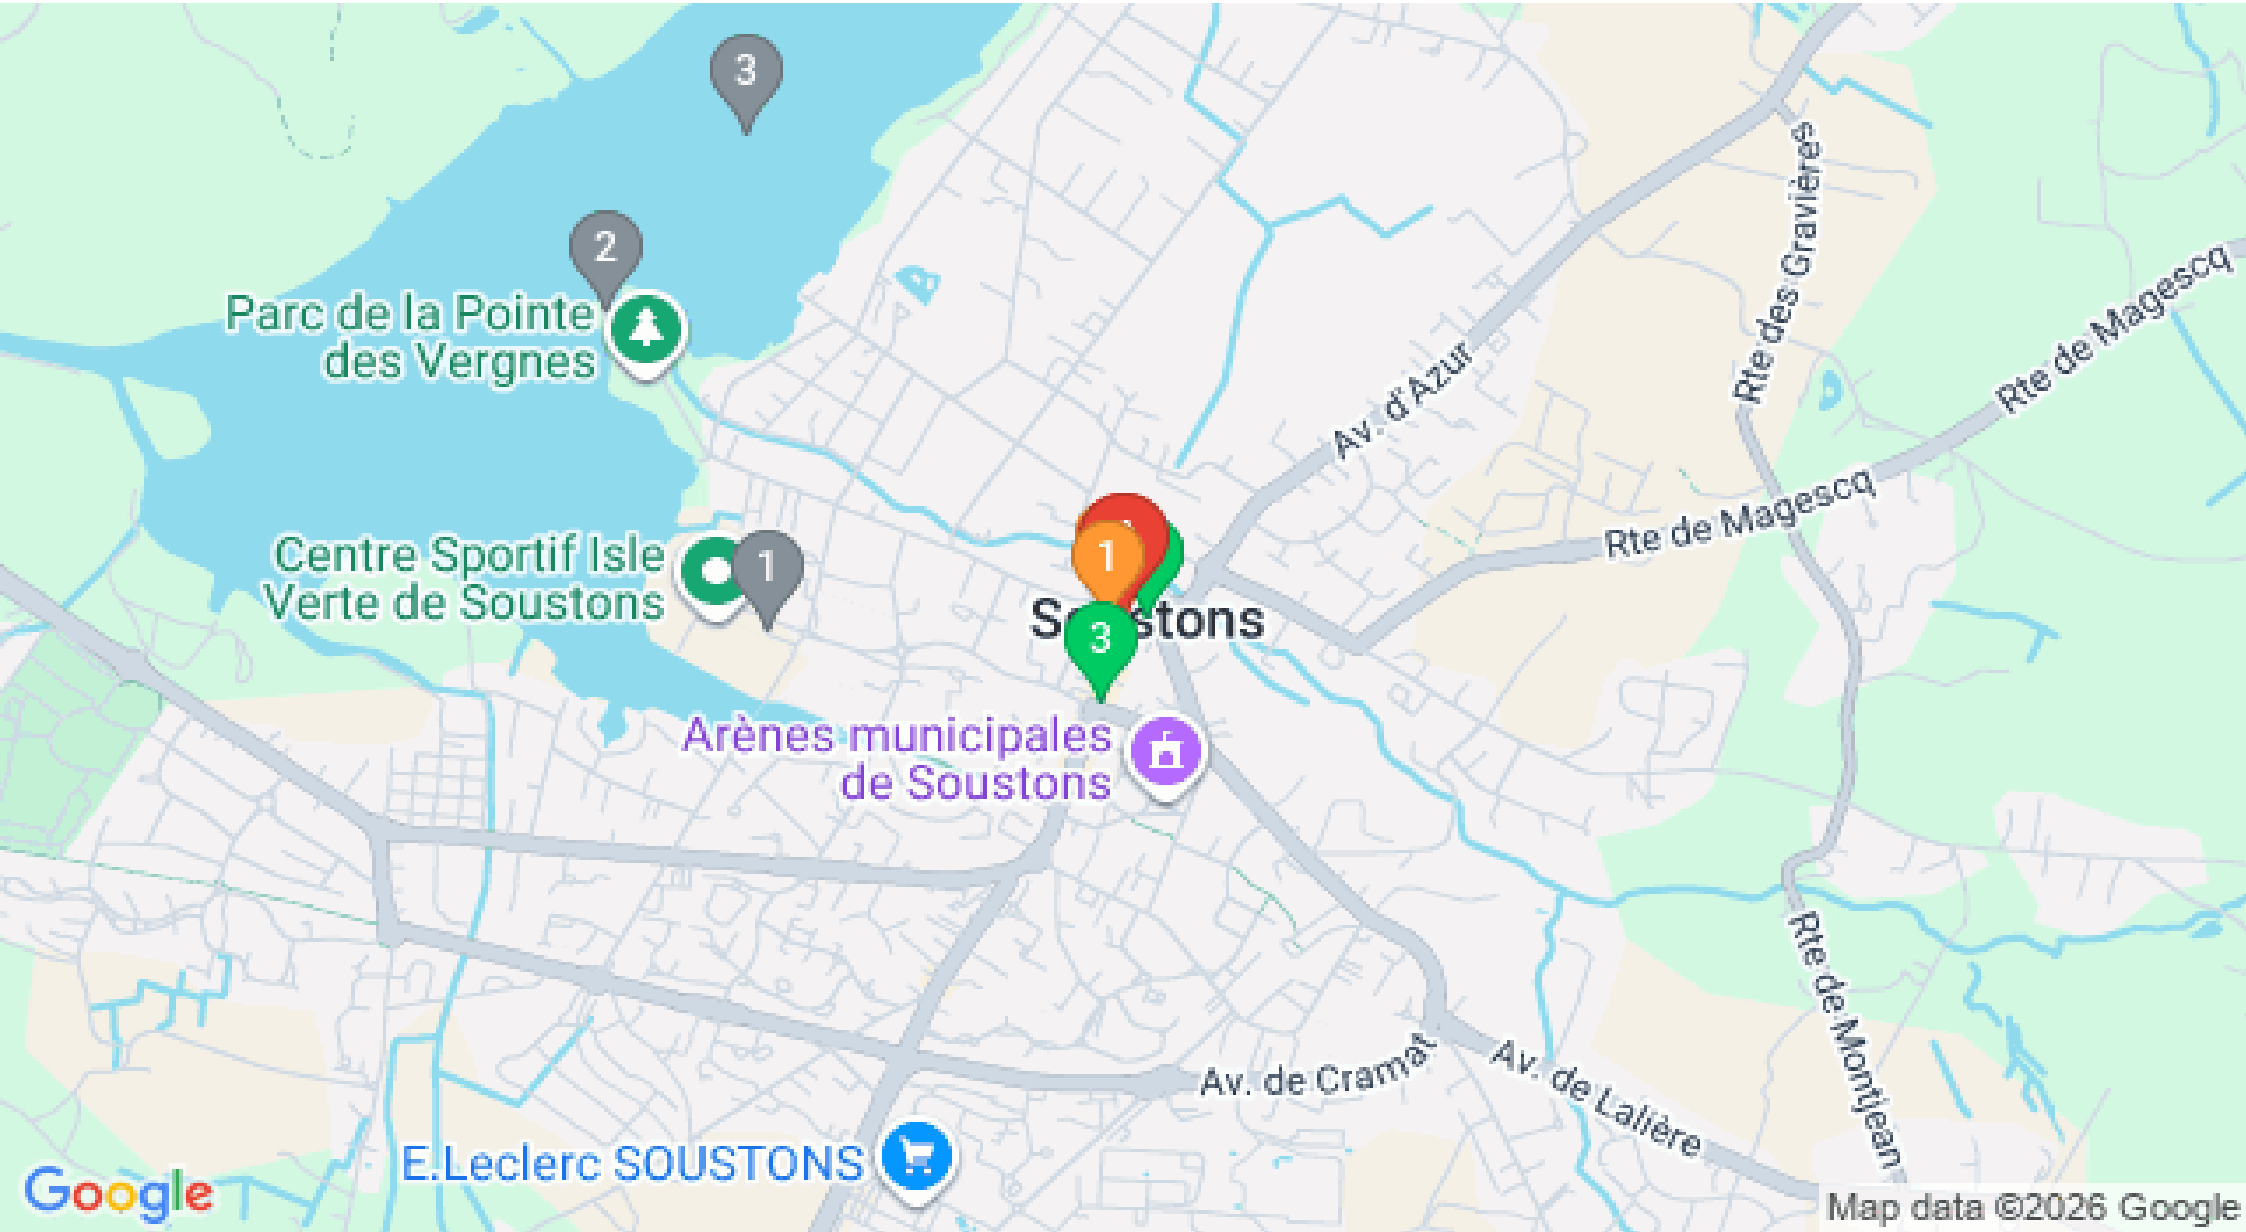 3
2
Parc de la Pointe
des Vergnes
Rte des Gravières
Rte de Magescq
Av. d'Azur
Rte de Magescq
Centre Sportif Isle
Verte de Soustons
1
1
Soustons
3
Arènes municipales
de Soustons
Rte de Montjean
Av. de Cramat
Av. de Lalière
E.Leclerc SOUSTONS
Google
Map data ©2026 Google